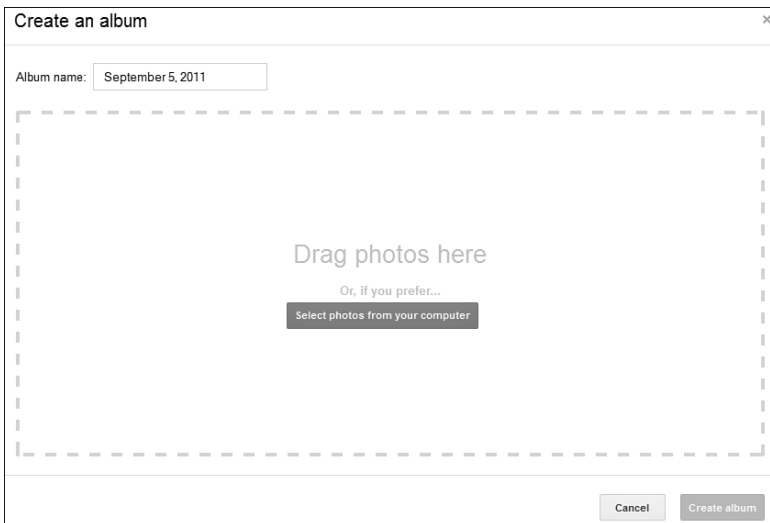 Create an album
×
Album name: September 5, 2011
Drag photos here
Or, if you prefer...
Select photos from your computer
Cancel Create album